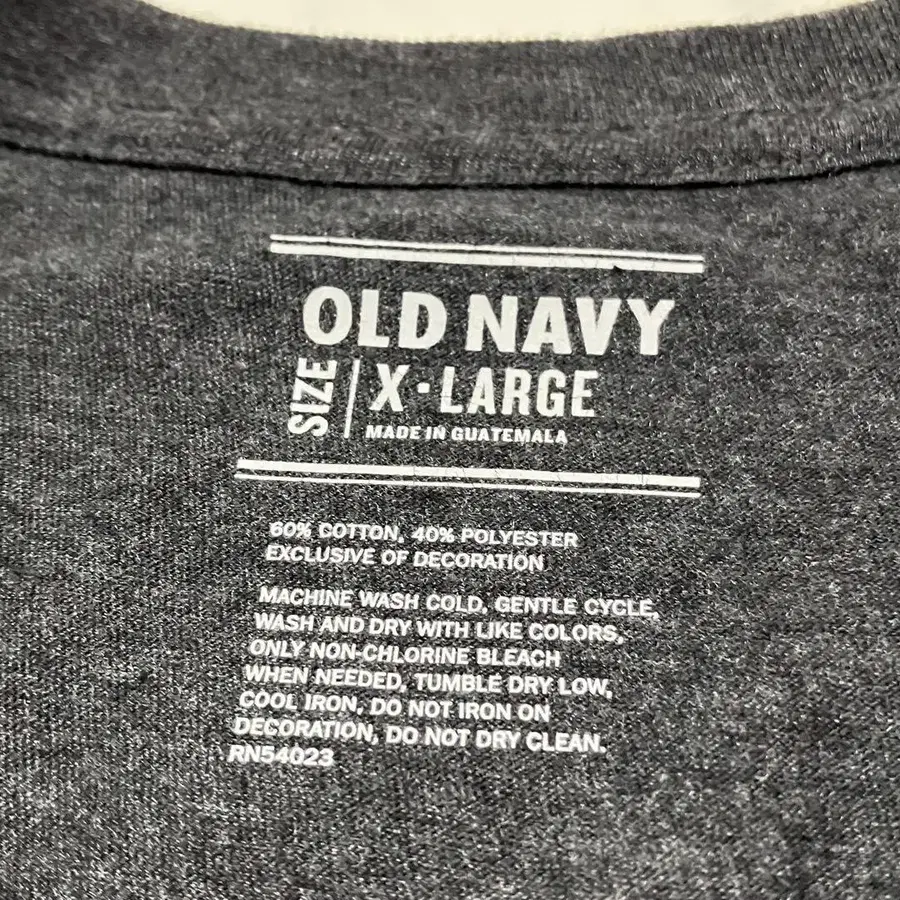 OLD NAVY
SIZE
X-LARGE
MADE IN GUATEMALA
60% COTTON, 40% POLYESTER
EXCLUSIVE OF DECORATION
MACHINE WASH COLD, GENTLE CYCLE,
WASH AND DRY WITH LIKE COLORS,
ONLY NON-CHLORINE BLEACH
WHEN NEEDED, TUMBLE DRY LOW,
COOL IRON, DO NOT IRON ON
DECORATION, DO NOT DRY CLEAN.
RN54023